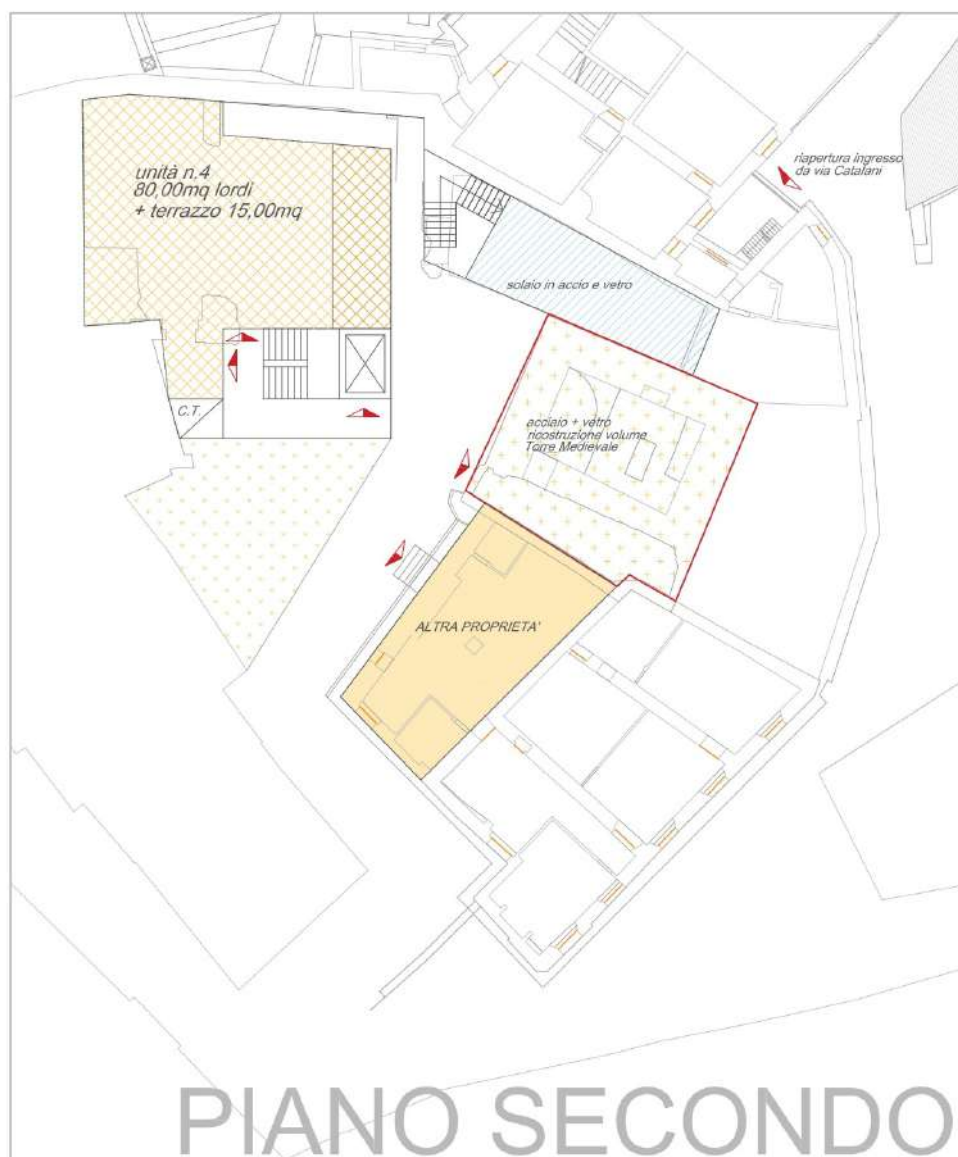 unità n.4
80,00mq lordi
+ terrazzo 15,00mq
riapertura ingresso
da via Catalani
solaio in accio e vetro
acciaio + vetro
ricostruzione volume
Torre Medievale
C.T.
ALTRA PROPRIETA'
PIANO SECONDO